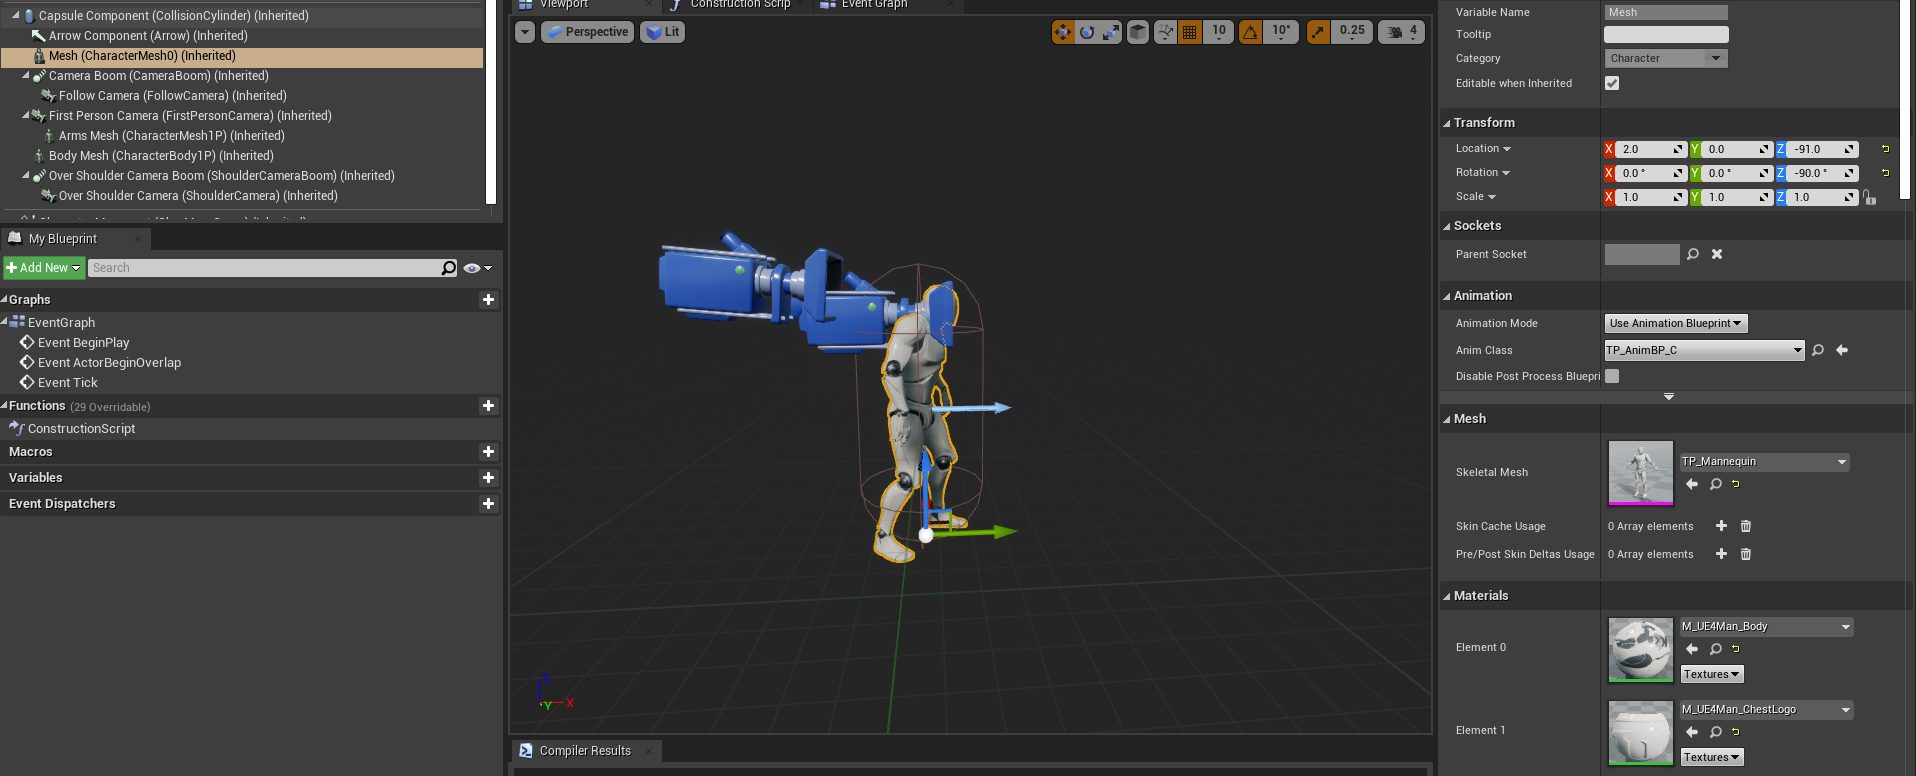 Capsule Component (CollisionCylinder) (Inherited)
Arrow Component (Arrow) (Inherited)
Mesh (CharacterMesh0) (Inherited)
Camera Boom (CameraBoom) (Inherited)
Follow Camera (FollowCamera) (Inherited)
First Person Camera (FirstPersonCamera) (Inherited)
Arms Mesh (CharacterMesh1P) (Inherited)
Body Mesh (CharacterBody1P) (Inherited)
Over Shoulder Camera Boom (ShoulderCameraBoom) (Inherited)
Over Shoulder Camera (ShoulderCamera) (Inherited)
My Blueprint
Add New
Search
Graphs
EventGraph
Event BeginPlay
Event ActorBeginOverlap
Event Tick
Functions (29 Overridable)
ConstructionScript
Macros
Variables
Event Dispatchers
Viewport
Construction Scrip
Event Graph
Perspective
Lit
10
10°
0.25
4
Z
Y
X
Compiler Results
Variable Name Mesh
Tooltip
Category Character
Editable when Inherited
Transform
Location X 2.0 Y 0.0 Z -91.0
Rotation X 0.0 ° Y 0.0 ° Z -90.0 °
Scale X 1.0 Y 1.0 Z 1.0
Sockets
Parent Socket
Animation
Animation Mode Use Animation Blueprint
Anim Class TP_AnimBP_C
Disable Post Process Bluepri
Mesh
Skeletal Mesh TP_Mannequin
Skin Cache Usage 0 Array elements
Pre/Post Skin Deltas Usage 0 Array elements
Materials
Element 0 M_UE4Man_Body
Textures
Element 1 M_UE4Man_ChestLogo
Textures